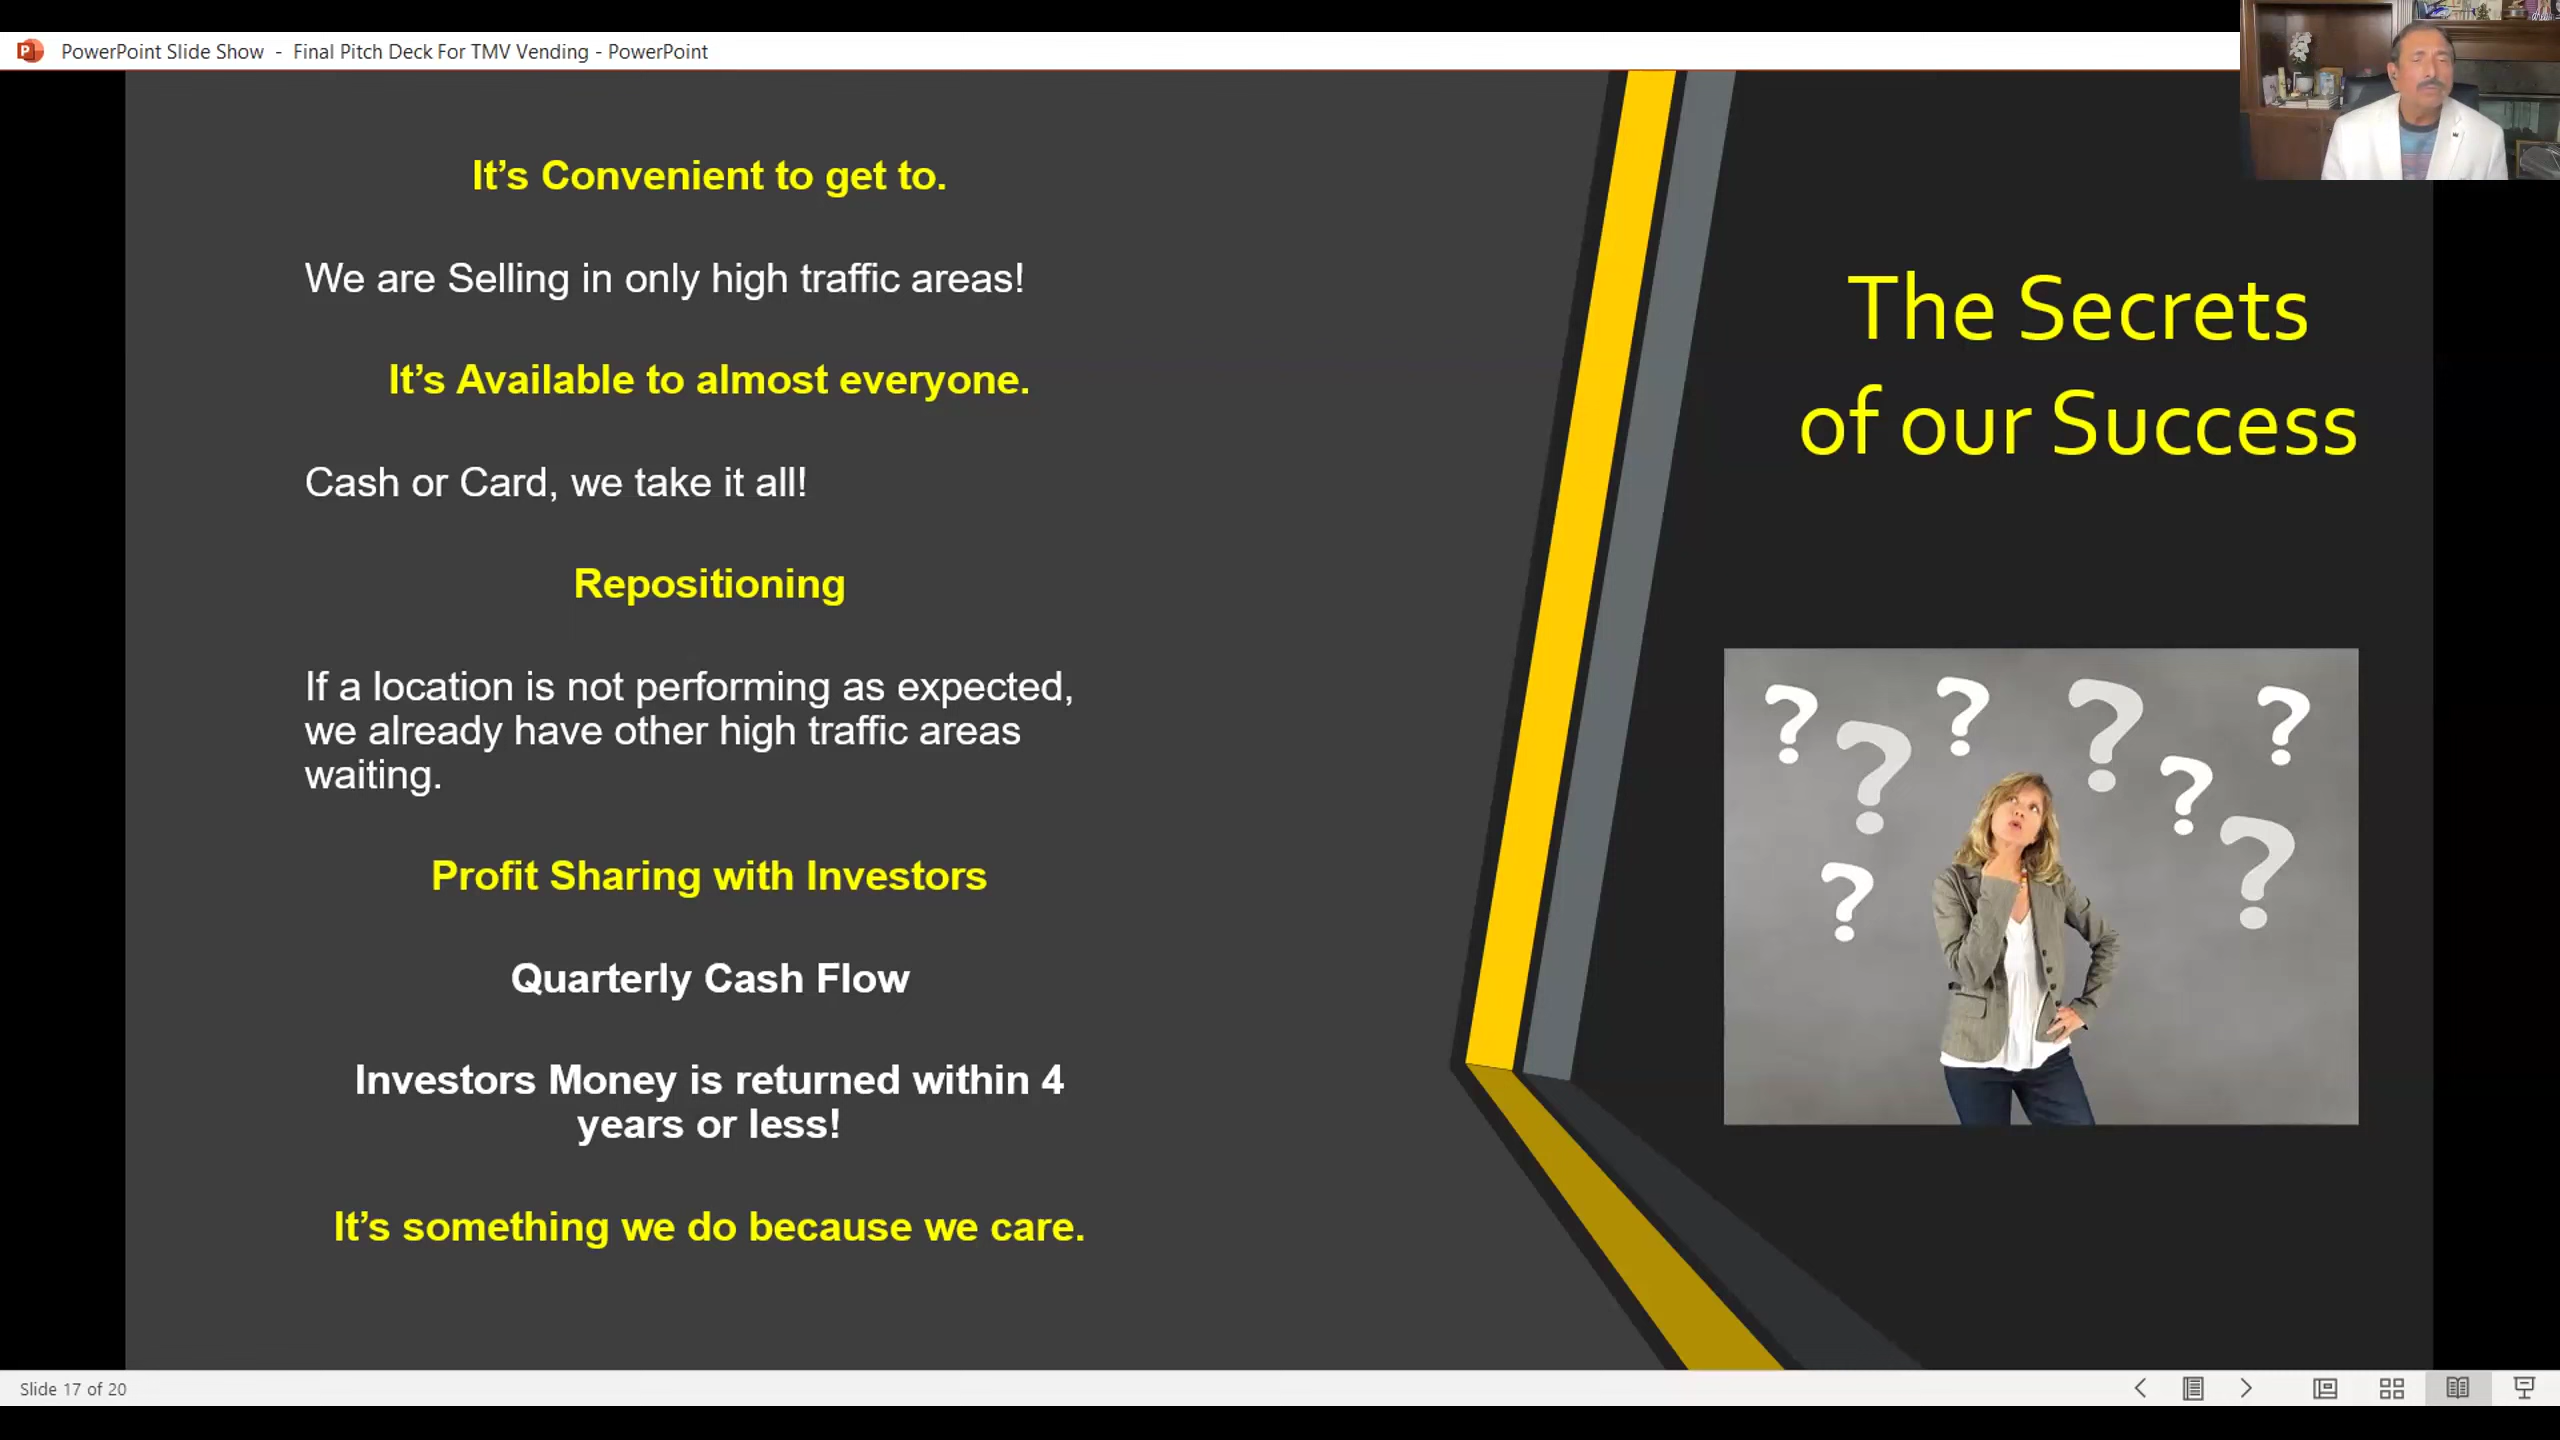 PowerPoint Slide Show - Final Pitch Deck For TMV Vending - PowerPoint
It’s Convenient to get to.
We are Selling in only high traffic areas!
It’s Available to almost everyone.
Cash or Card, we take it all!
Repositioning
If a location is not performing as expected,
we already have other high traffic areas
waiting.
Profit Sharing with Investors
Quarterly Cash Flow
Investors Money is returned within 4
years or less!
It’s something we do because we care.
The Secrets
of our Success
? ? ? ? ? ? ? ?
Slide 17 of 20